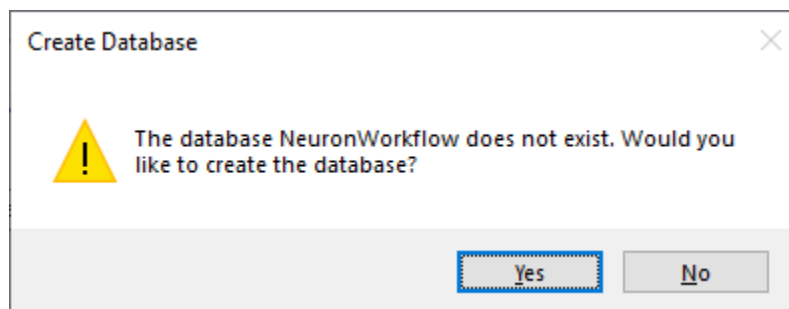 Create Database
The database NeuronWorkflow does not exist. Would you
like to create the database?
Yes
No